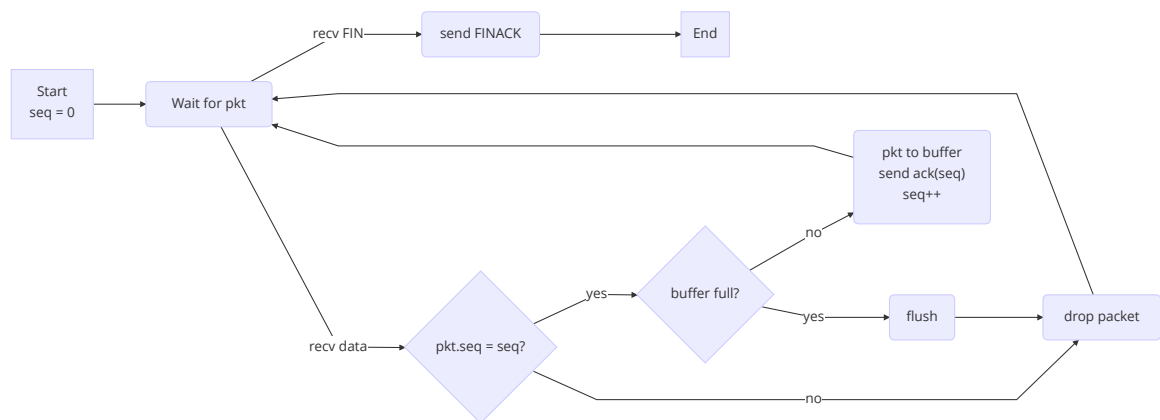 recv FIN
send FINACK
End
Start
seq = 0
Wait for pkt
pkt to buffer
send ack(seq)
seq++
no
buffer full?
yes
yes
flush
drop packet
recv data
pkt.seq = seq?
no